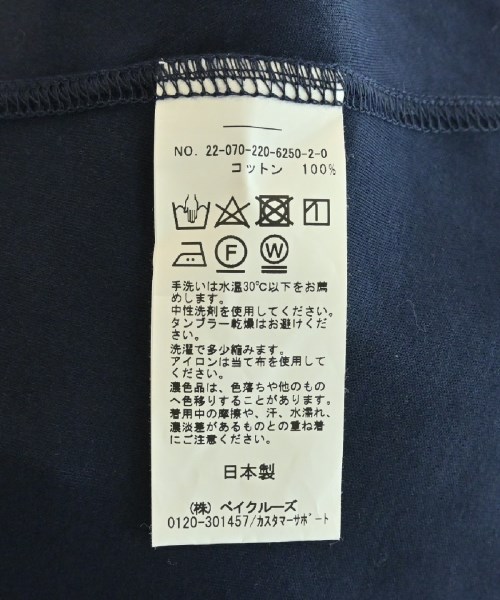 NO. 22-070-220-6250-2-0
コットン 100%
F W
手洗いは水温30℃以下をお薦
めします。
中性洗剤を使用してください。
タンブラー乾燥はお避けくださ
い。
洗濯で多少縮みます。
アイロンは当て布を使用して
ください。
濃色品は、色落ちや他のもの
へ色移りすることがあります。
着用中の摩擦や、汗、水濡れ、
濃淡差があるものとの重ね着
にご注意ください。
日本製
(株) ベイクルーズ
0120-301457/カスタマーサポート